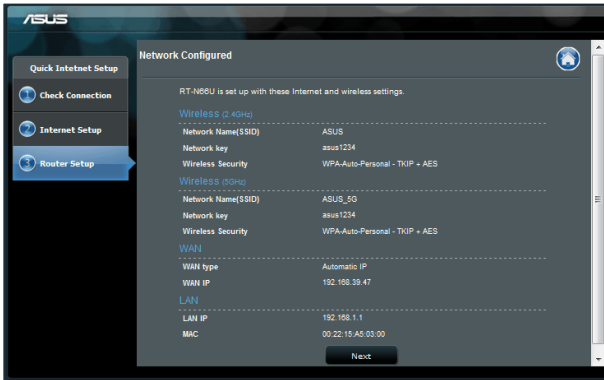 ASUS
Quick Internet Setup
1 Check Connection
2 Internet Setup
3 Router Setup
Network Configured
RT-N66U is set up with these Internet and wireless settings.
Wireless (2.4GHz)
Network Name(SSID) ASUS
Network key asus1234
Wireless Security WPA-Auto-Personal - TKIP + AES
Wireless (5GHz)
Network Name(SSID) ASUS_5G
Network key asus1234
Wireless Security WPA-Auto-Personal - TKIP + AES
WAN
WAN type Automatic IP
WAN IP 192.168.39.47
LAN
LAN IP 192.168.1.1
MAC 00:22:15:A5:03:00
Next